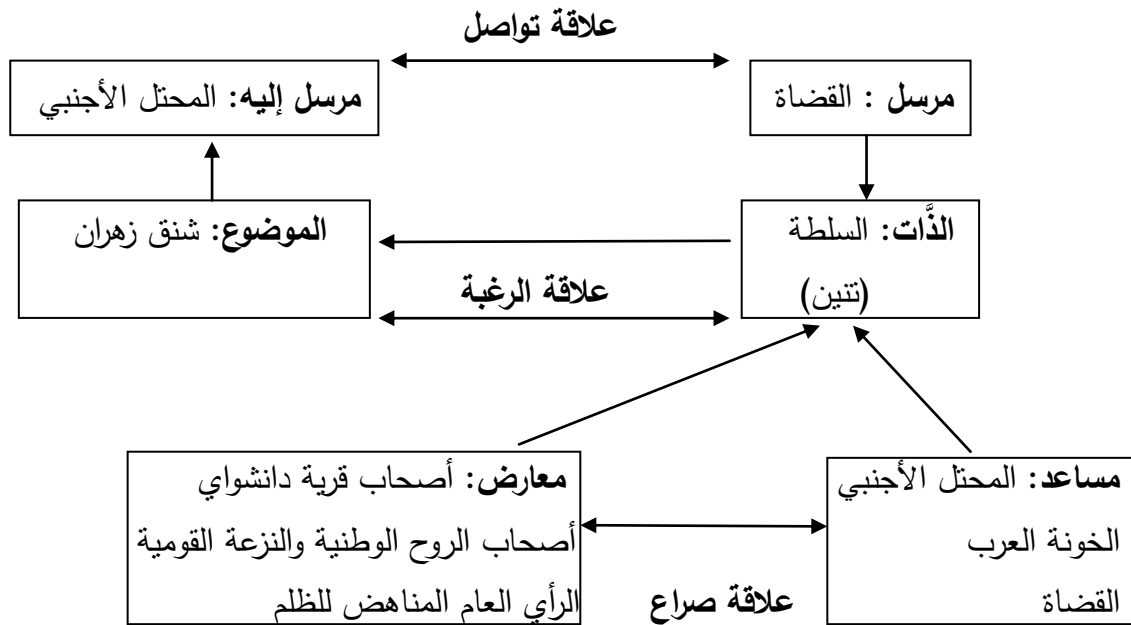 علاقة تواصل
مرسل : القضاة
مرسل إليه: المحتل الأجنبي
الذَّات: السلطة
(تتين)
الموضوع: شنق زهران
علاقة الرغبة
مساعد: المحتل الأجنبي
الخونة العرب
القضاة
معارض: أصحاب قرية دانشواي
أصحاب الروح الوطنية والنزعة القومية
الرأي العام المناهض للظلم
علاقة صراع